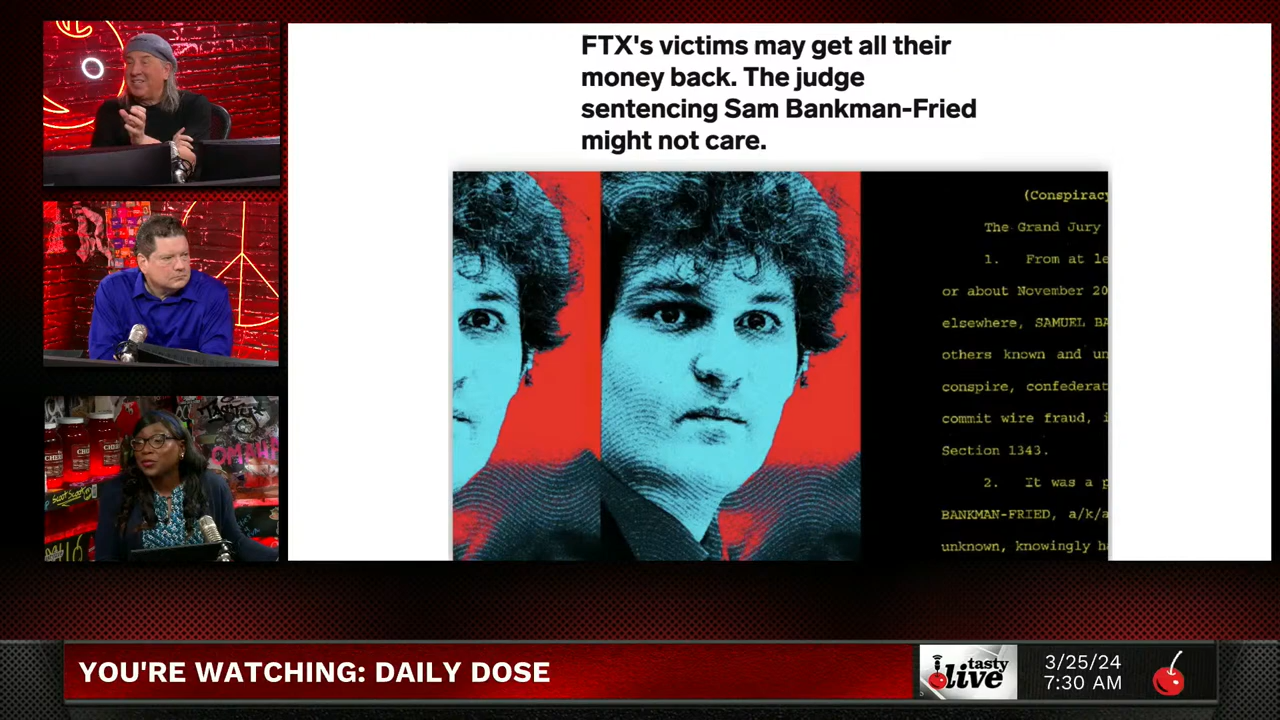 FTX's victims may get all their
money back. The judge
sentencing Sam Bankman-Fried
might not care.
(Conspiracy
The Grand Jury
1. From at le
or about November 20
elsewhere, SAMUEL BA
others known and un
conspire, confederat
commit wire fraud, i
Section 1343.
2. It was a p
BANKMAN-FRIED, a/k/a
unknown, knowingly ha
YOU'RE WATCHING: DAILY DOSE
tasty
live
3/25/24
7:30 AM